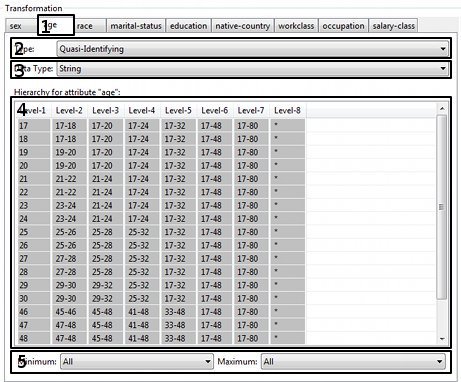 Transformation
sex 1 age race marital-status education native-country workclass occupation salary-class
2 Type: Quasi-Identifying
3 Data Type: String
Hierarchy for attribute "age":
4 Level-1 Level-2 Level-3 Level-4 Level-5 Level-6 Level-7 Level-8
17 17-18 17-20 17-24 17-32 17-48 17-80 *
18 17-18 17-20 17-24 17-32 17-48 17-80 *
19 19-20 17-20 17-24 17-32 17-48 17-80 *
20 19-20 17-20 17-24 17-32 17-48 17-80 *
21 21-22 21-24 17-24 17-32 17-48 17-80 *
22 21-22 21-24 17-24 17-32 17-48 17-80 *
23 23-24 21-24 17-24 17-32 17-48 17-80 *
24 23-24 21-24 17-24 17-32 17-48 17-80 *
25 25-26 25-28 25-32 17-32 17-48 17-80 *
26 25-26 25-28 25-32 17-32 17-48 17-80 *
27 27-28 25-28 25-32 17-32 17-48 17-80 *
28 27-28 25-28 25-32 17-32 17-48 17-80 *
29 29-30 29-32 25-32 17-32 17-48 17-80 *
30 29-30 29-32 25-32 17-32 17-48 17-80 *
46 45-46 45-48 41-48 33-48 17-48 17-80 *
47 47-48 45-48 41-48 33-48 17-48 17-80 *
48 47-48 45-48 41-48 33-48 17-48 17-80 *
5 Minimum: All Maximum: All